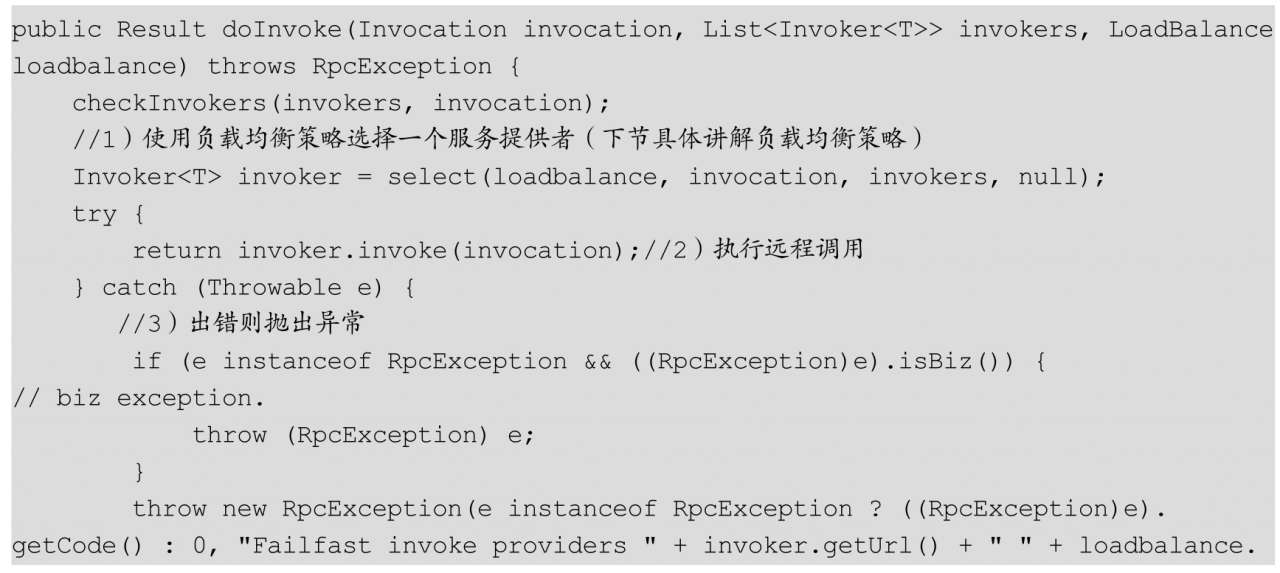 public Result doInvoke(Invocation invocation, List<Invoker<T>> invokers, LoadBalance
loadbalance) throws RpcException {
    checkInvokers(invokers, invocation);
    //1）使用负载均衡策略选择一个服务提供者（下节具体讲解负载均衡策略）
    Invoker<T> invoker = select(loadbalance, invocation, invokers, null);
    try {
        return invoker.invoke(invocation);//2）执行远程调用
    } catch (Throwable e) {
       //3）出错则抛出异常
        if (e instanceof RpcException && ((RpcException)e).isBiz()) {
// biz exception.
            throw (RpcException) e;
        }
        throw new RpcException(e instanceof RpcException ? ((RpcException)e).
getCode() : 0, "Failfast invoke providers " + invoker.getUrl() + " " + loadbalance.